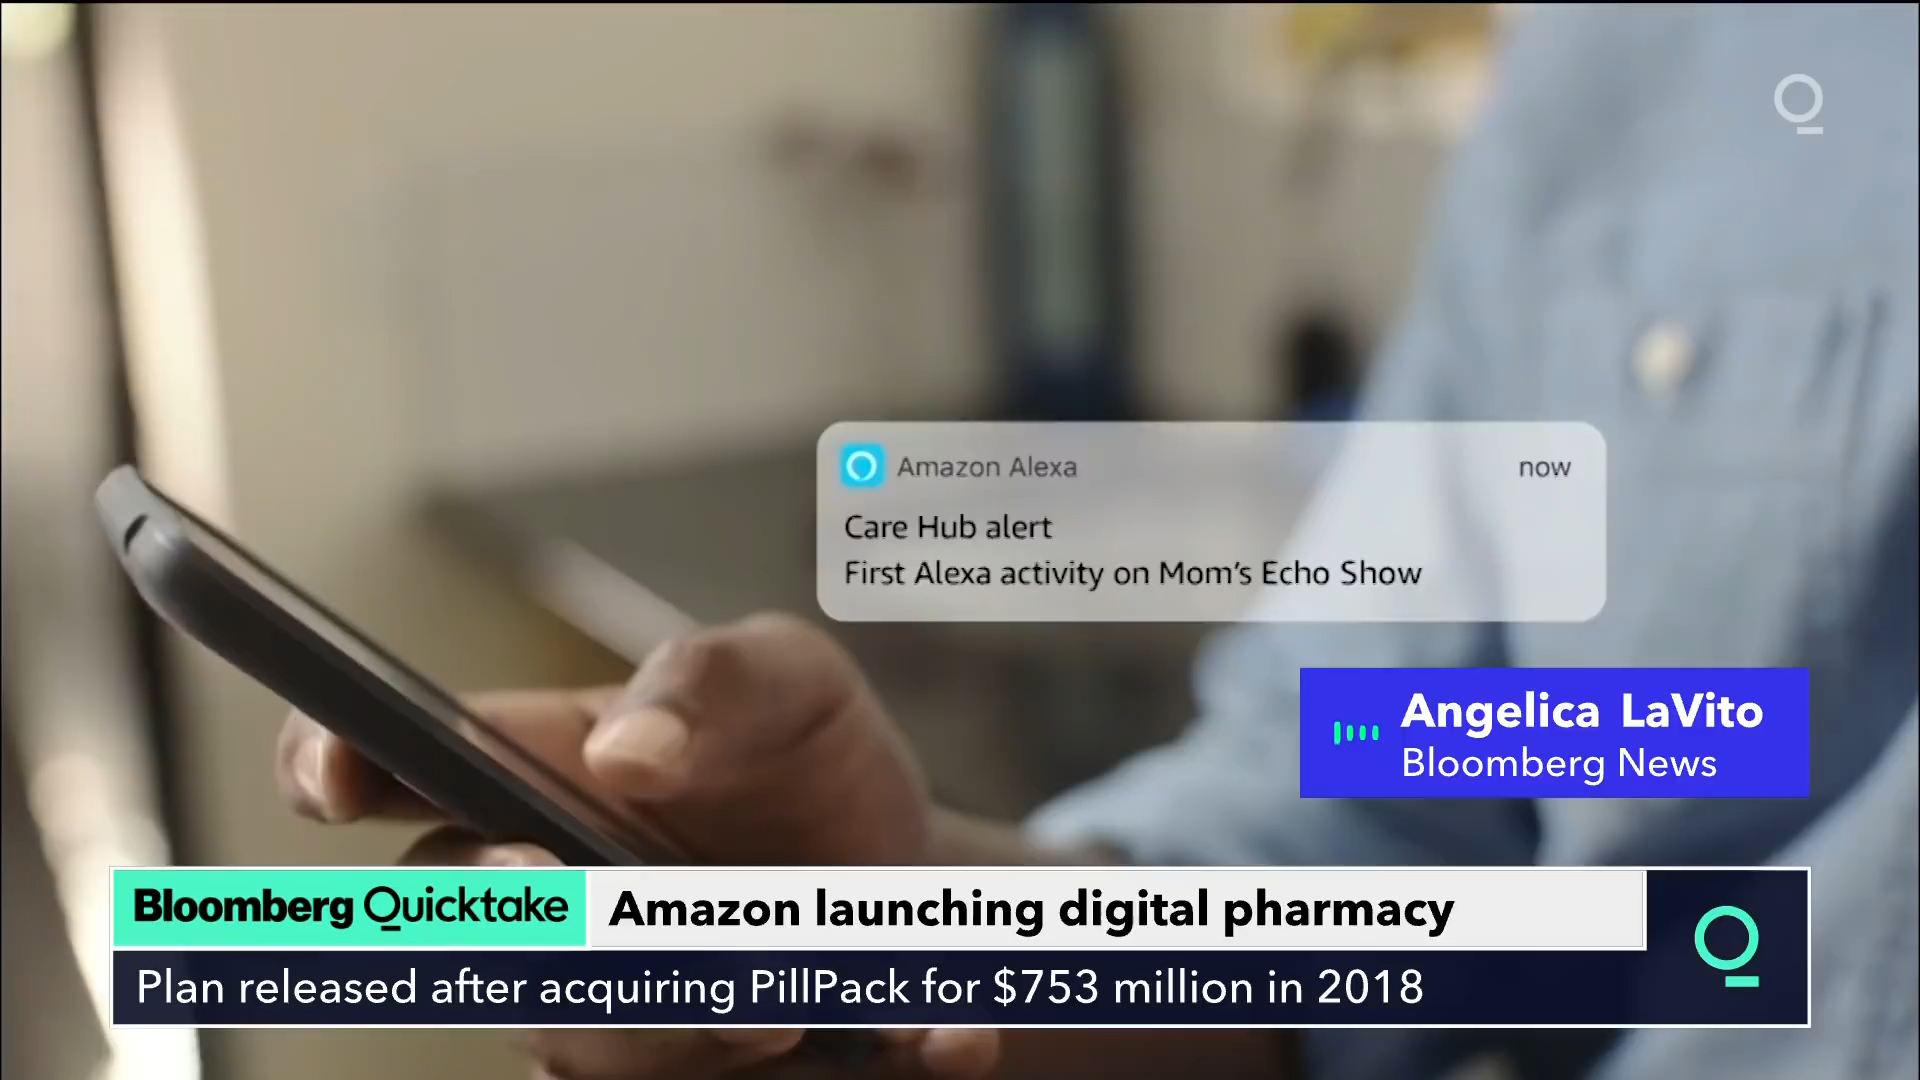 Amazon Alexa now
Care Hub alert
First Alexa activity on Mom's Echo Show
Angelica LaVito
Bloomberg News
Bloomberg Quicktake Amazon launching digital pharmacy
Plan released after acquiring PillPack for $753 million in 2018